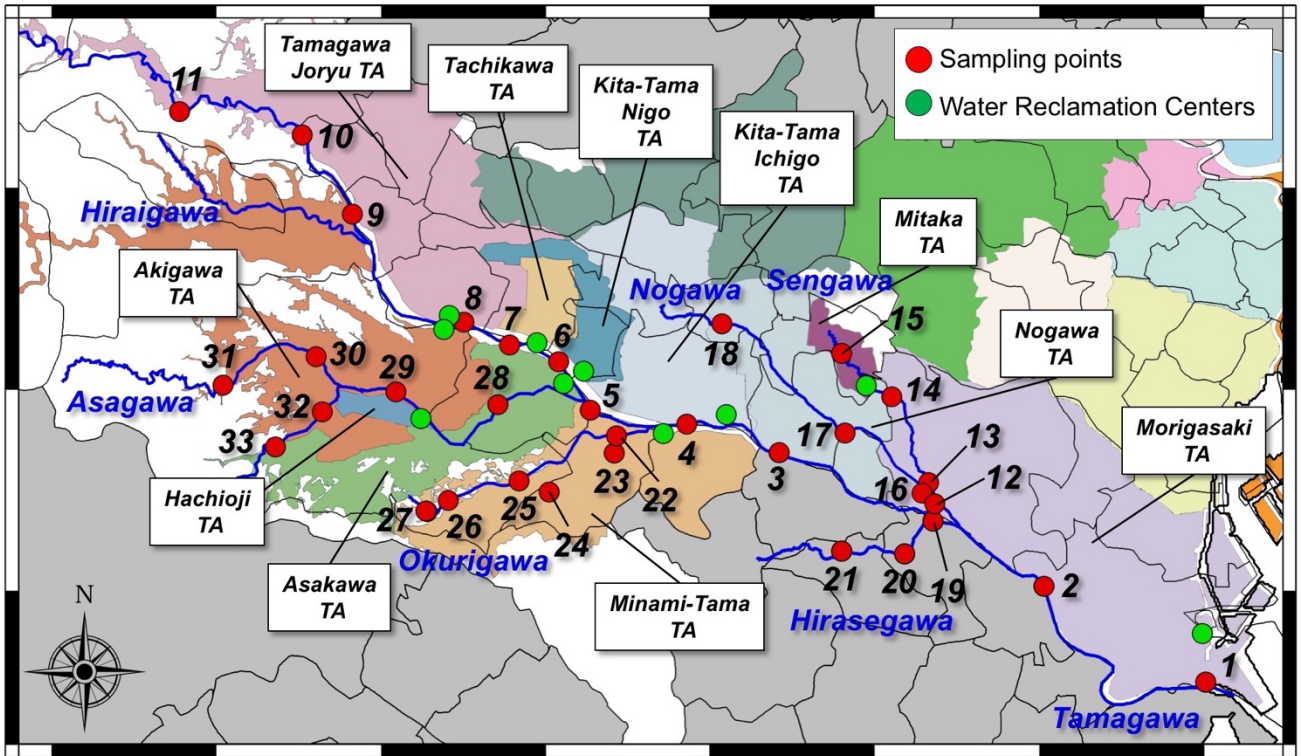 Tamagawa
Joryu TA
Tachikawa
TA
Kita-Tama
Nigo
TA
Kita-Tama
Ichigo
TA
Sampling points
Water Reclamation Centers
11
10
9
Hiraigawa
Akigawa
TA
Mitaka
TA
Sengawa
Nogawa
Nogawa
TA
8
7
6
5
18
15
14
31
30
29
28
Asagawa
32
33
4
3
17
13
12
16
Morigasaki
TA
23
22
Hachioji
TA
27
26
25
24
Okurigawa
21
20
19
2
Hirasegawa
Asakawa
TA
Minami-Tama
TA
N
1
Tamagawa